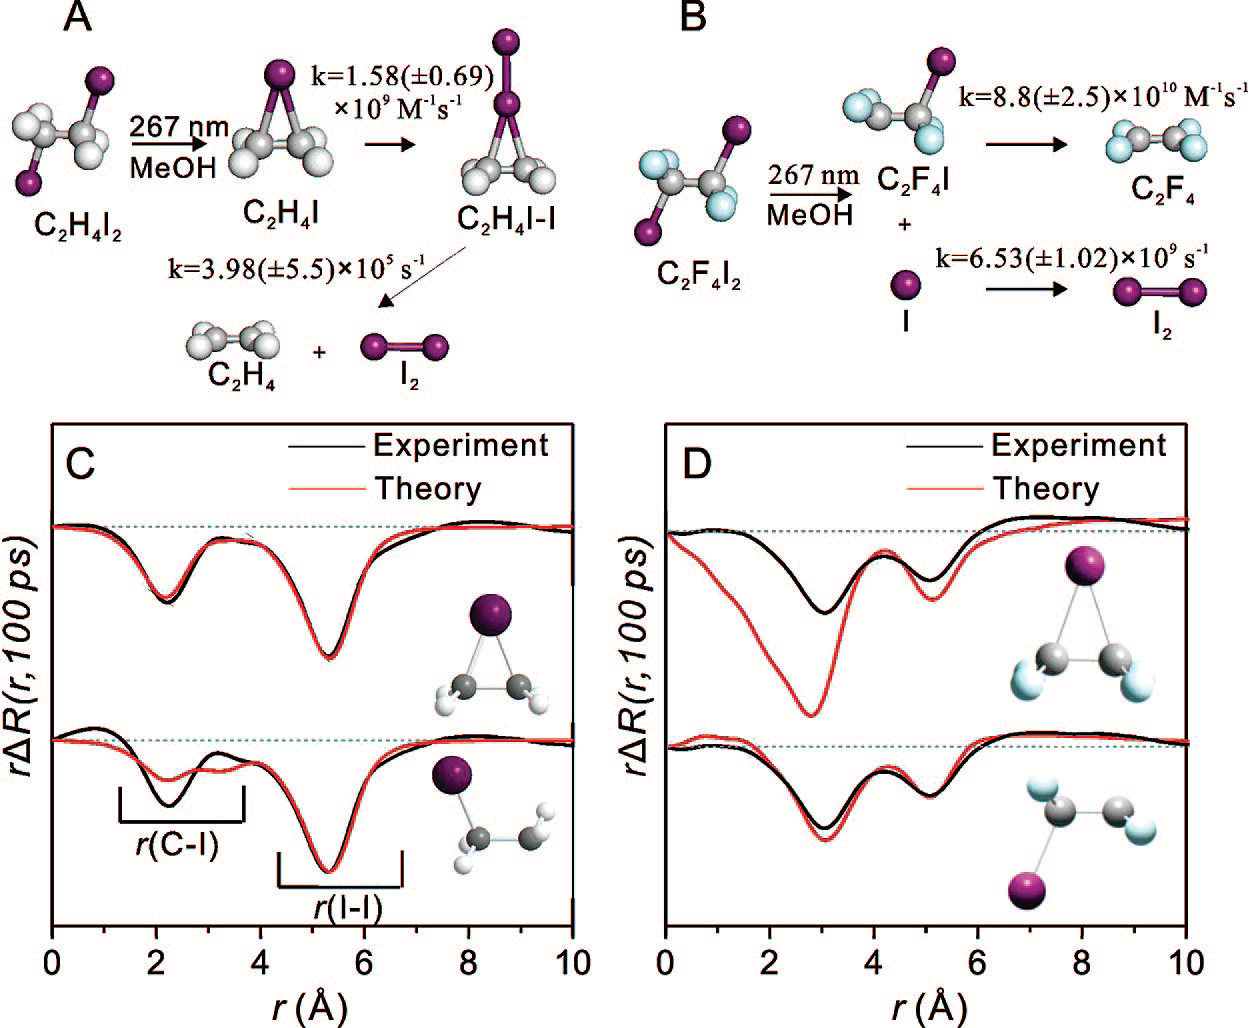 A
k=1.58(±0.69)
×10⁹ M⁻¹s⁻¹
267 nm
MeOH
C₂H₄I₂
C₂H₄I
C₂H₄I-I
k=3.98(±5.5)×10⁵ s⁻¹
+
C₂H₄
I₂
B
k=8.8(±2.5)×10¹⁰ M⁻¹s⁻¹
267 nm
MeOH
C₂F₄I
C₂F₄
C₂F₄I₂
+
k=6.53(±1.02)×10⁹ s⁻¹
I
I₂
C
Experiment
Theory
rΔR(r, 100 ps)
r(C-I)
r(I-I)
0 2 4 6 8 10
r (Å)
D
Experiment
Theory
rΔR(r, 100 ps)
0 2 4 6 8 10
r (Å)